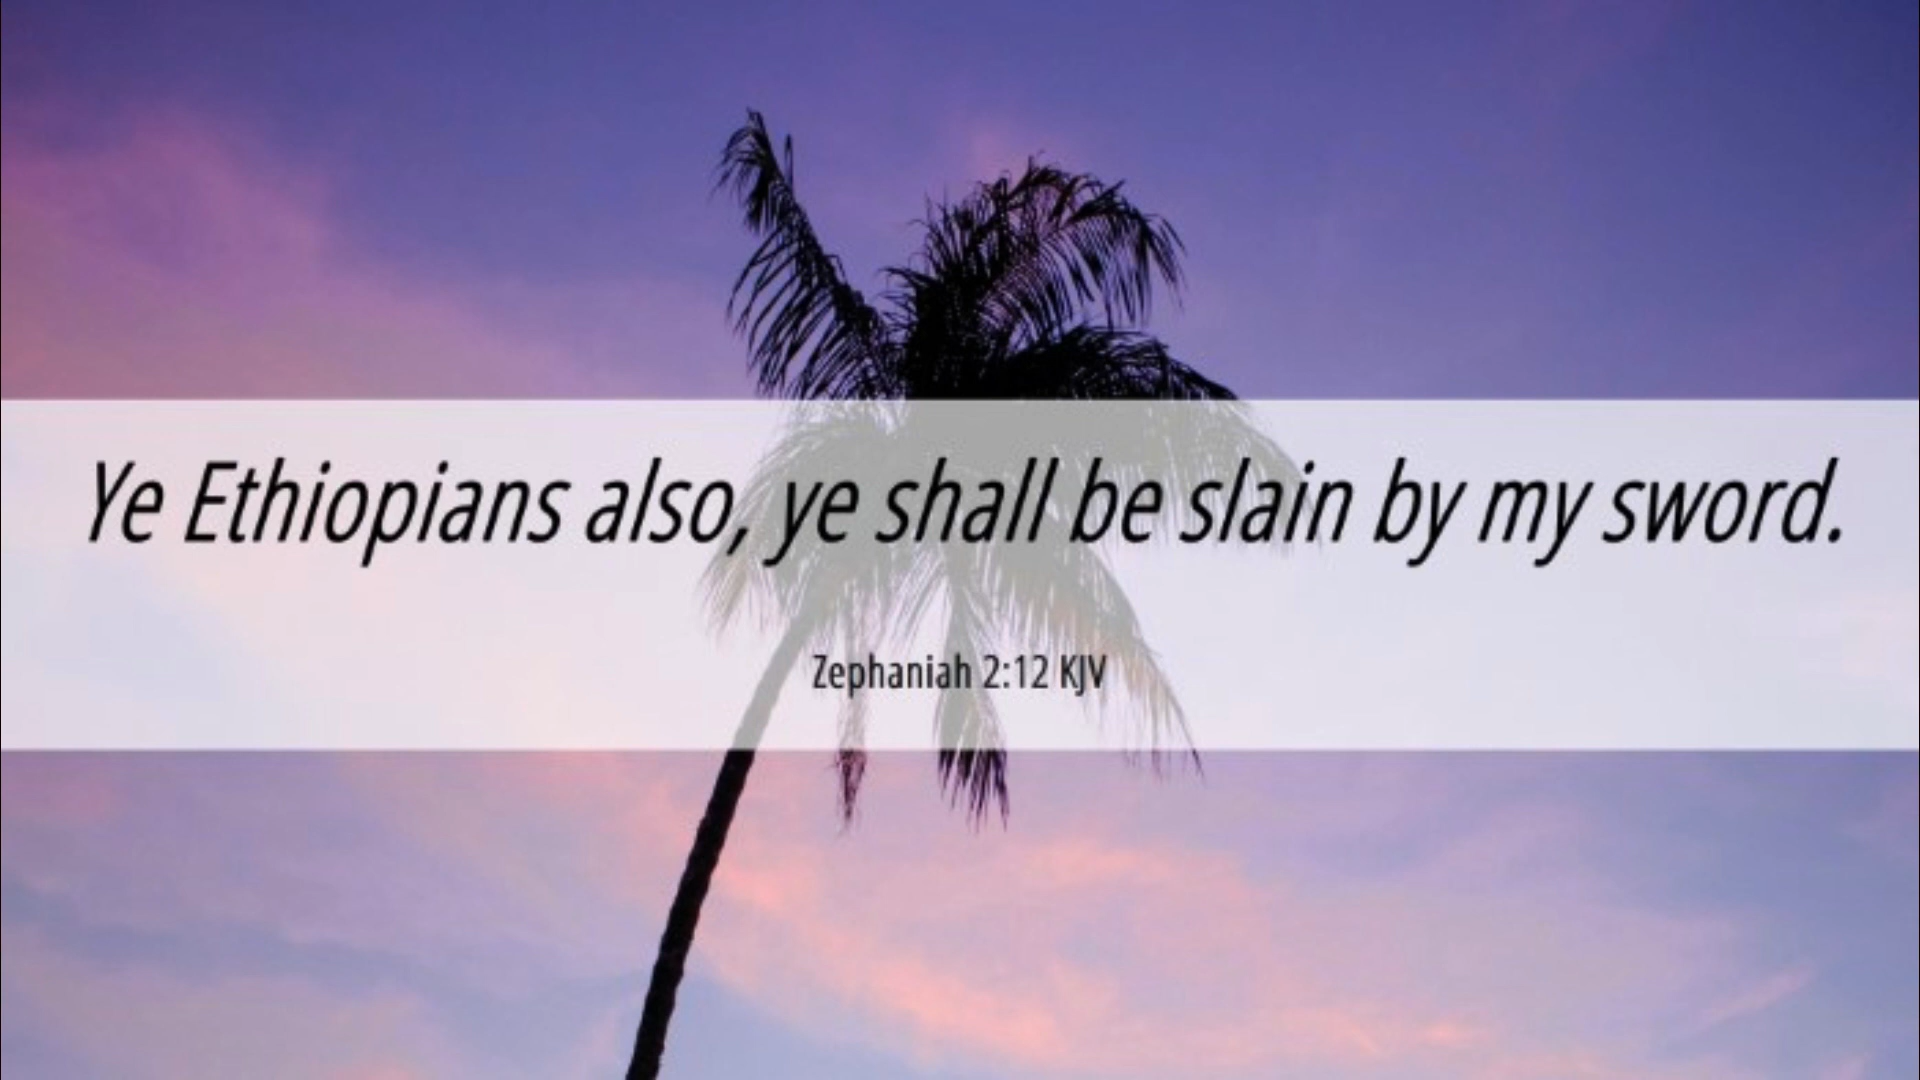 Ye Ethiopians also, ye shall be slain by my sword.
Zephaniah 2:12 KJV